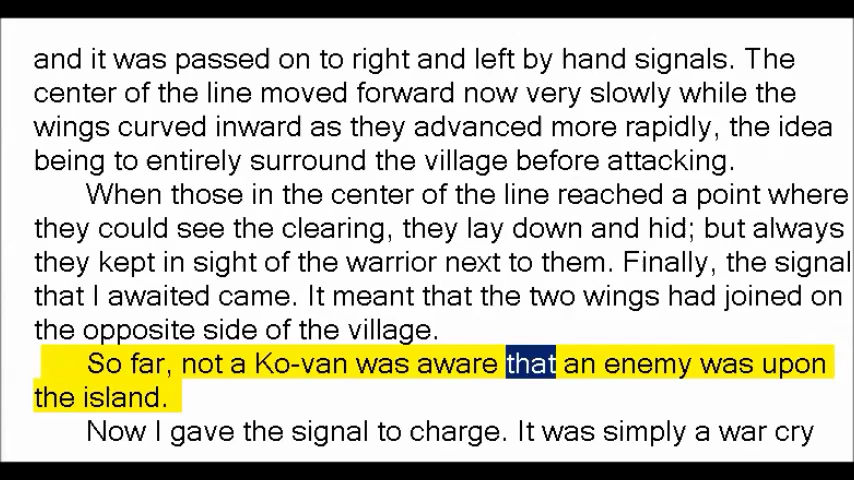 and it was passed on to right and left by hand signals. The
center of the line moved forward now very slowly while the
wings curved inward as they advanced more rapidly, the idea
being to entirely surround the village before attacking.
When those in the center of the line reached a point where
they could see the clearing, they lay down and hid; but always
they kept in sight of the warrior next to them. Finally, the signal
that I awaited came. It meant that the two wings had joined on
the opposite side of the village.
So far, not a Ko-van was aware that an enemy was upon
the island.
Now I gave the signal to charge. It was simply a war cry